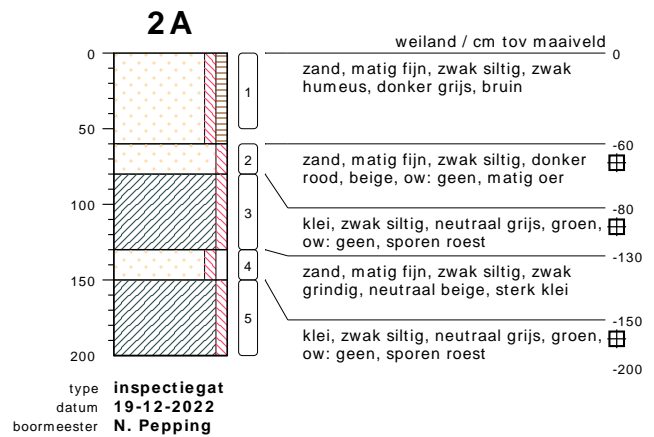 2A
weiland / cm tov maaiveld
0
0
zand, matig fijn, zwak siltig, zwak
humeus, donker grijs, bruin
1
50
-60
2
zand, matig fijn, zwak siltig, donker
rood, beige, ow: geen, matig oer
-80
100
3
klei, zwak siltig, neutraal grijs, groen,
ow: geen, sporen roest
-130
4
zand, matig fijn, zwak siltig, zwak
grindig, neutraal beige, sterk klei
150
-150
5
klei, zwak siltig, neutraal grijs, groen,
ow: geen, sporen roest
200
-200
type inspectiegat
datum 19-12-2022
boormeester N. Pepping